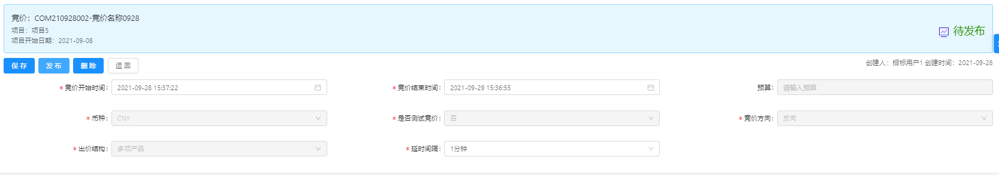 竞价：COM210928002-竞价名称0928
项目：项目5
项目开始日期：2021-09-08
待发布
保存 发布 删除 返回
创建人：招标用户1 创建时间：2021-09-28
* 竞价开始时间： 2021-09-28 15:37:22
* 竞价结束时间： 2021-09-29 15:36:55
预算： 请输入预算
* 币种： CNY
* 是否测试竞价： 否
* 竞价方向： 反向
* 出价结构： 多项产品
* 延时间隔： 1分钟